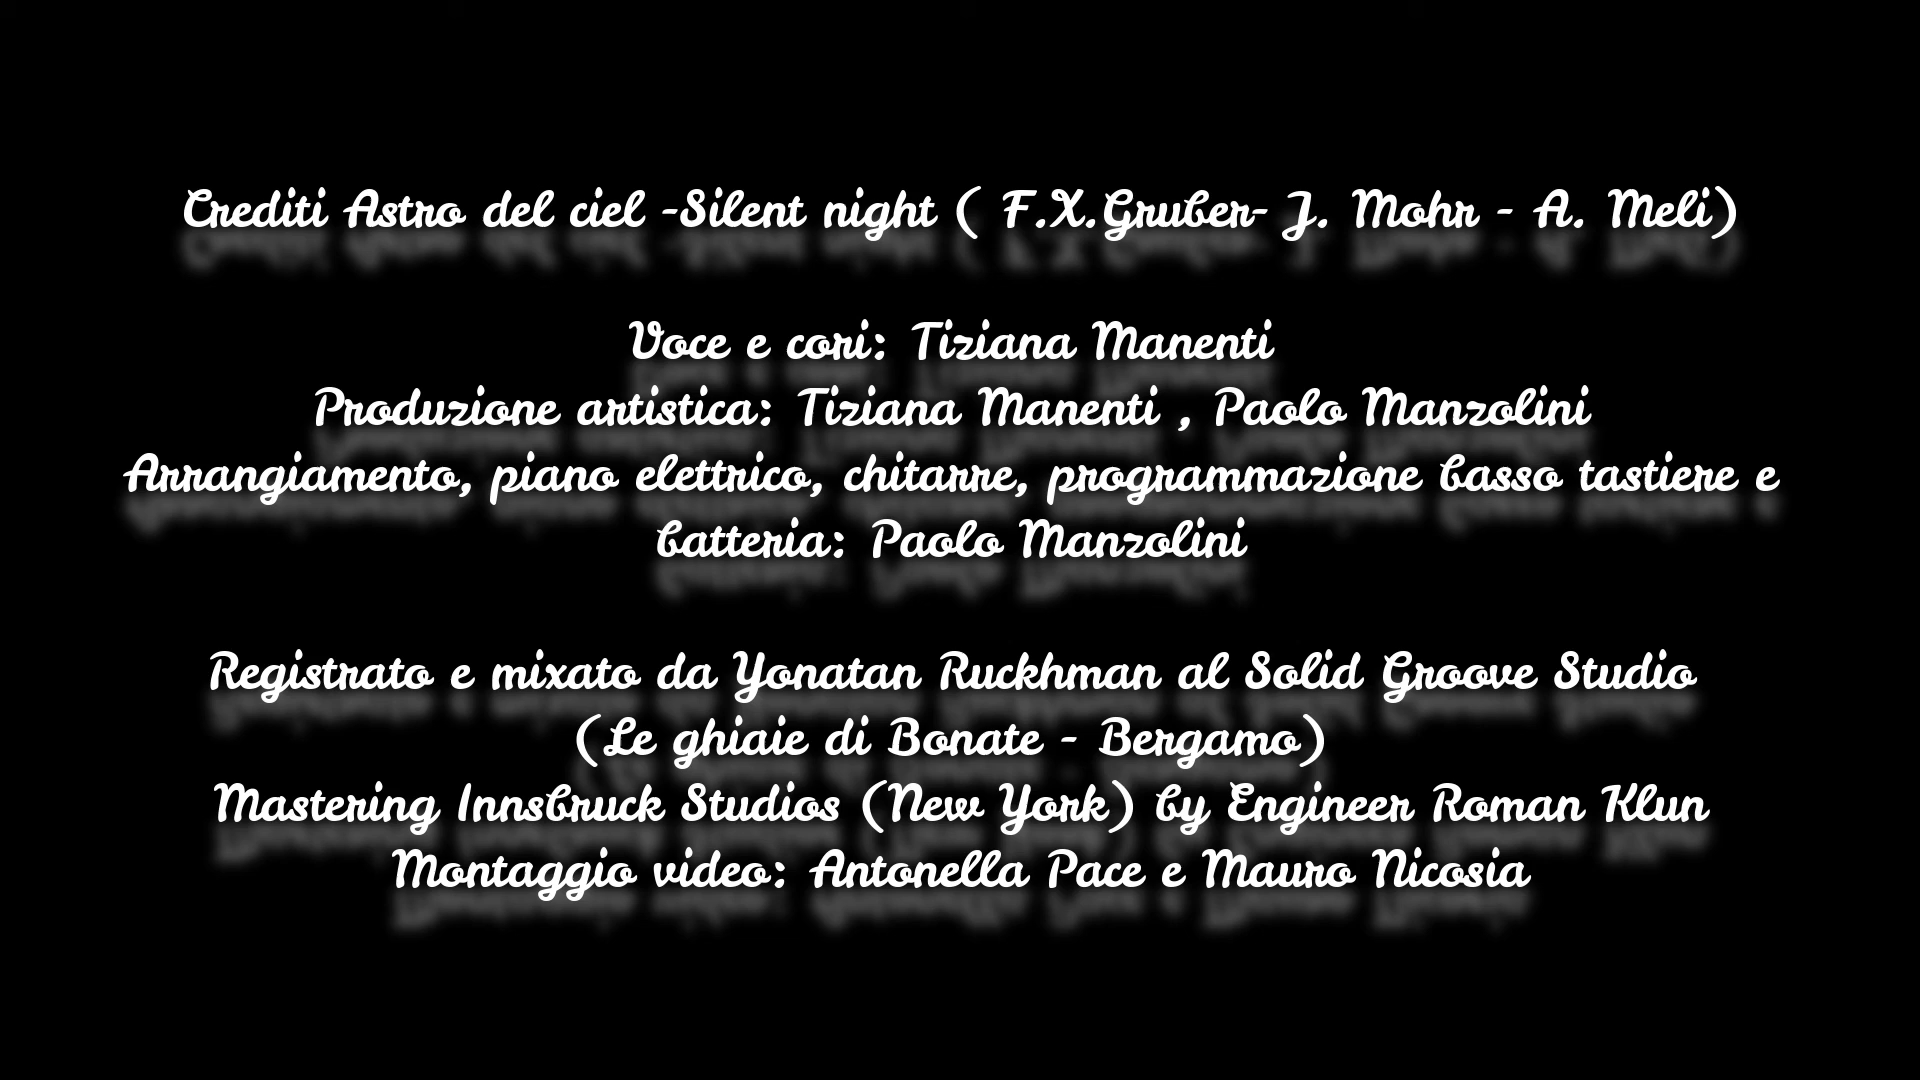 Crediti Astro del ciel -Silent night ( F.X.Gruber- J. Mohr - A. Meli)
Voce e cori: Tiziana Manenti
Produzione artistica: Tiziana Manenti , Paolo Manzolini
Arrangiamento, piano elettrico, chitarre, programmazione basso tastiere e
batteria: Paolo Manzolini
Registrato e mixato da Yonatan Ruckhman al Solid Groove Studio
(Le ghiaie di Bonate - Bergamo)
Mastering Innsbruck Studios (New York) by Engineer Roman Klun
Montaggio video: Antonella Pace e Mauro Nicosia